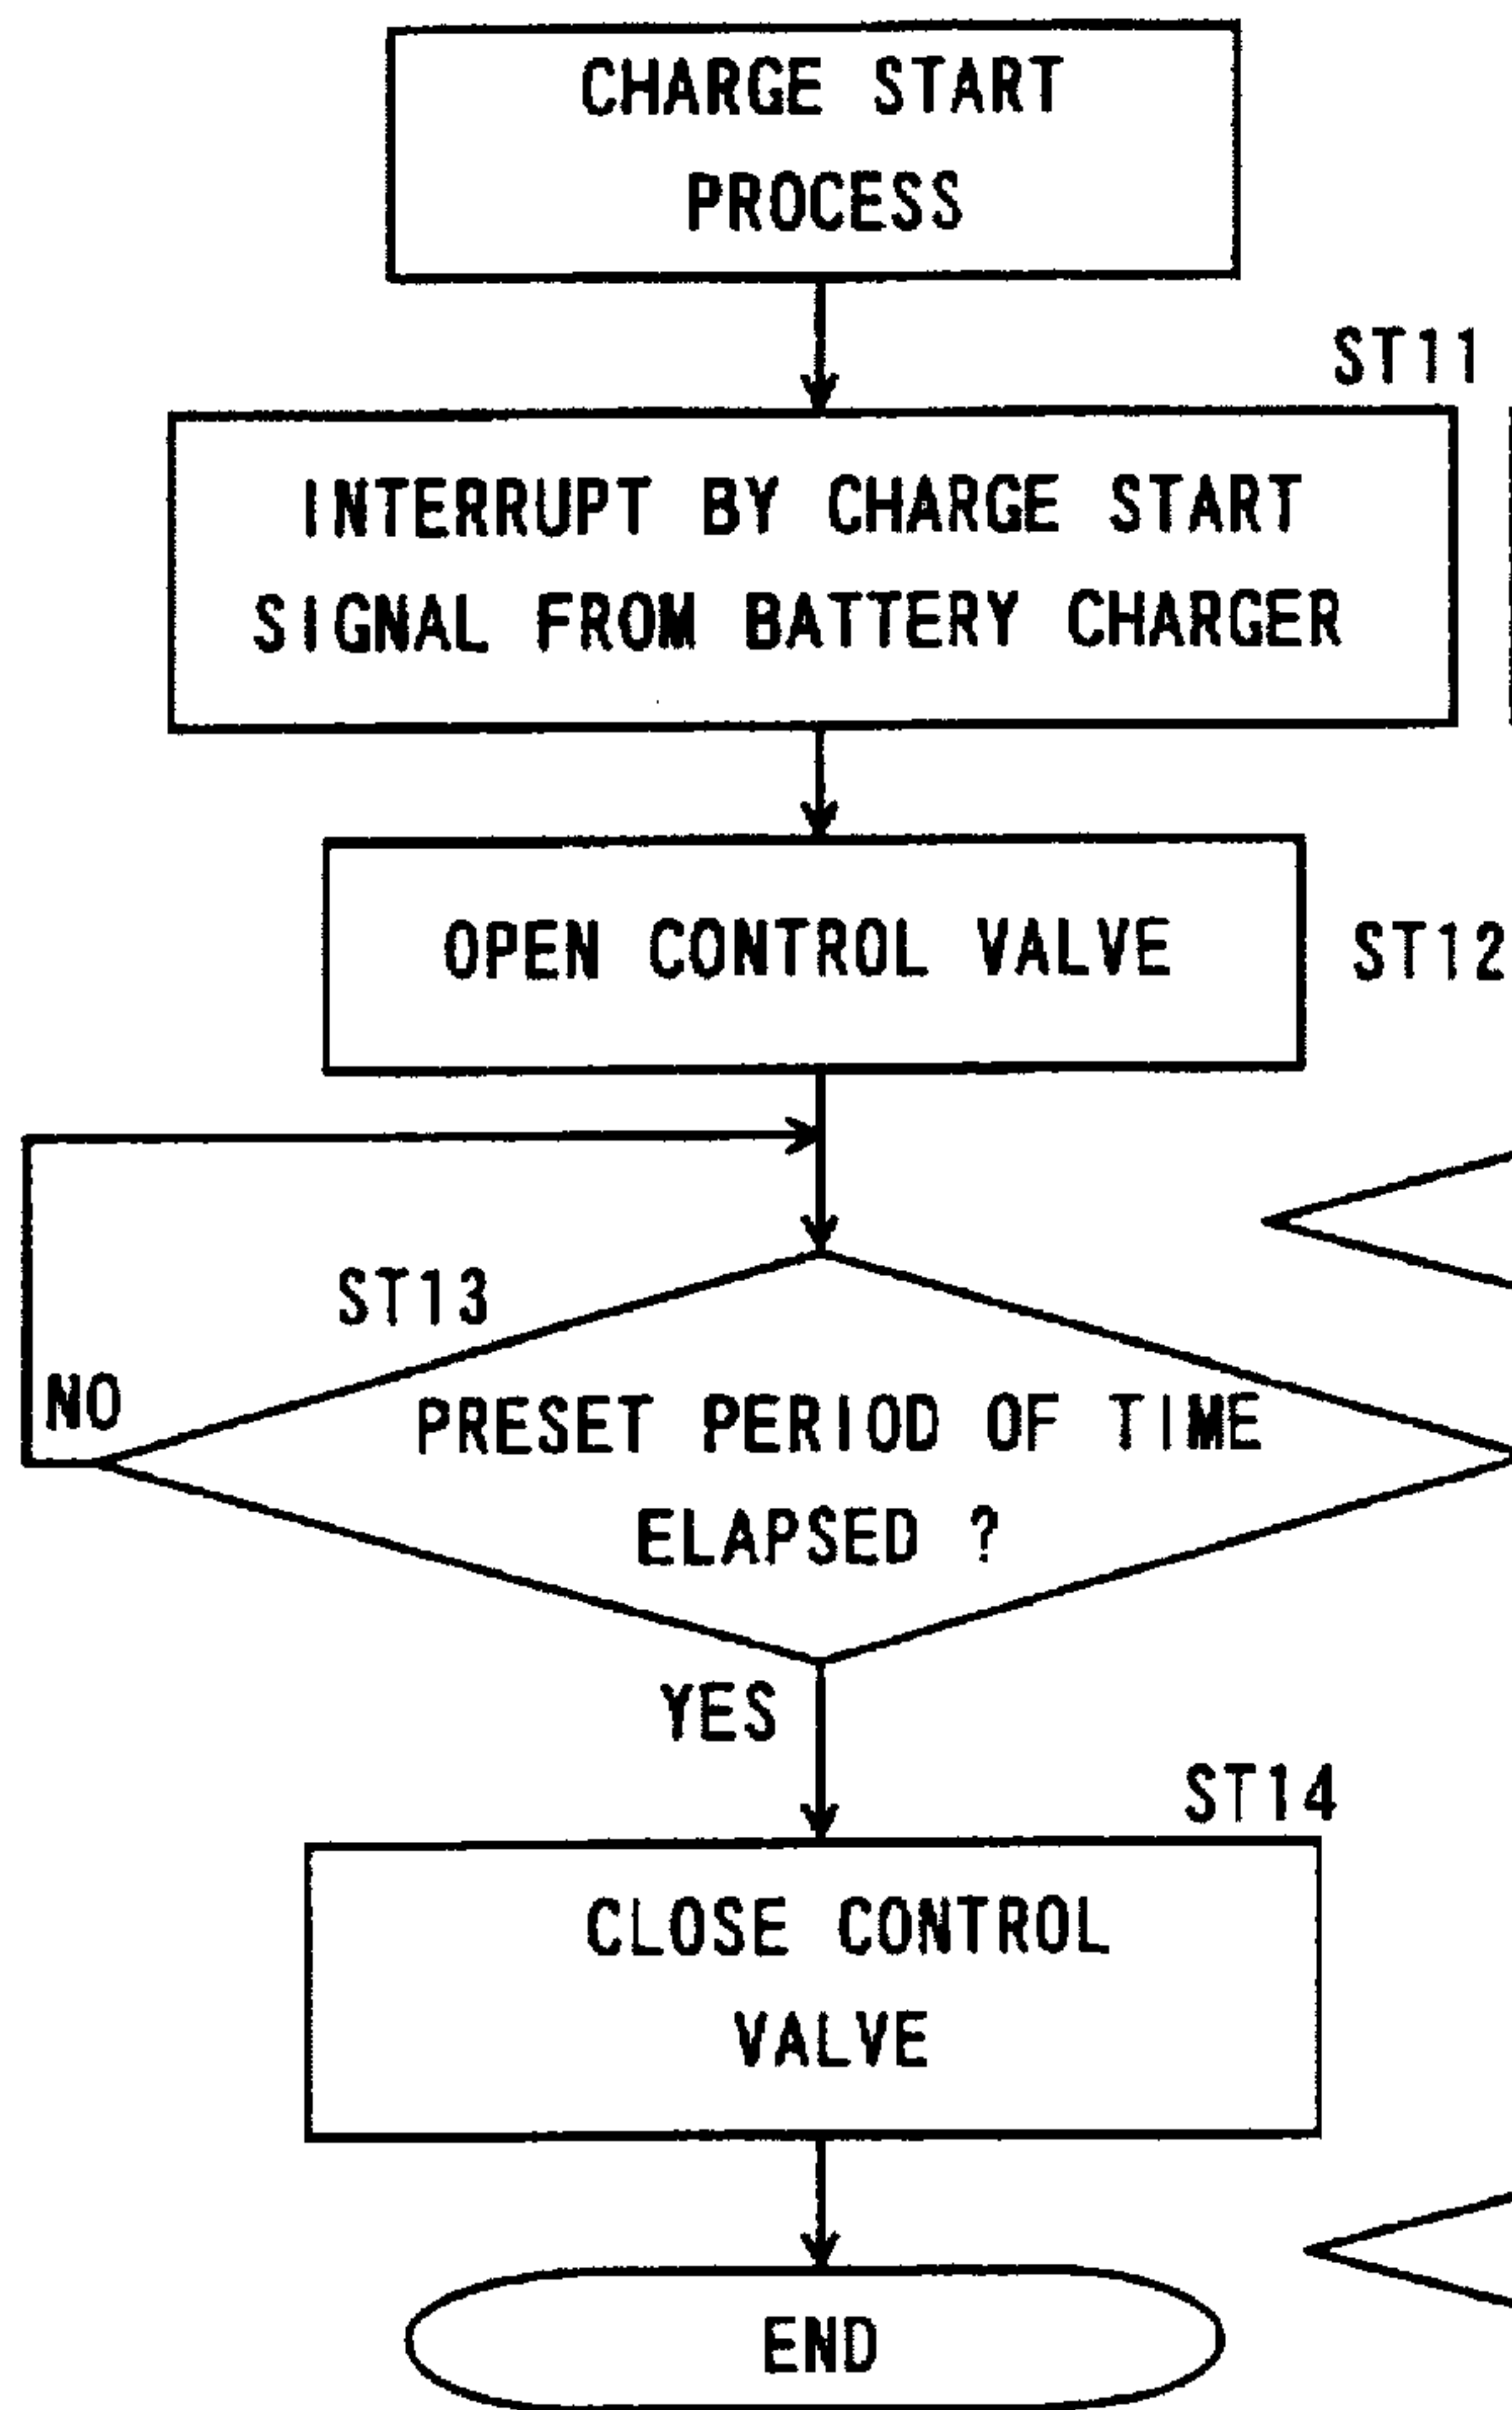 CHARGE START
PROCESS
ST11
INTERRUPT BY CHARGE START
SIGNAL FROM BATTERY CHARGER
OPEN CONTROL VALVE
ST12
ST13
NO
PRESET PERIOD OF TIME
ELAPSED ?
YES
ST14
CLOSE CONTROL
VALVE
END